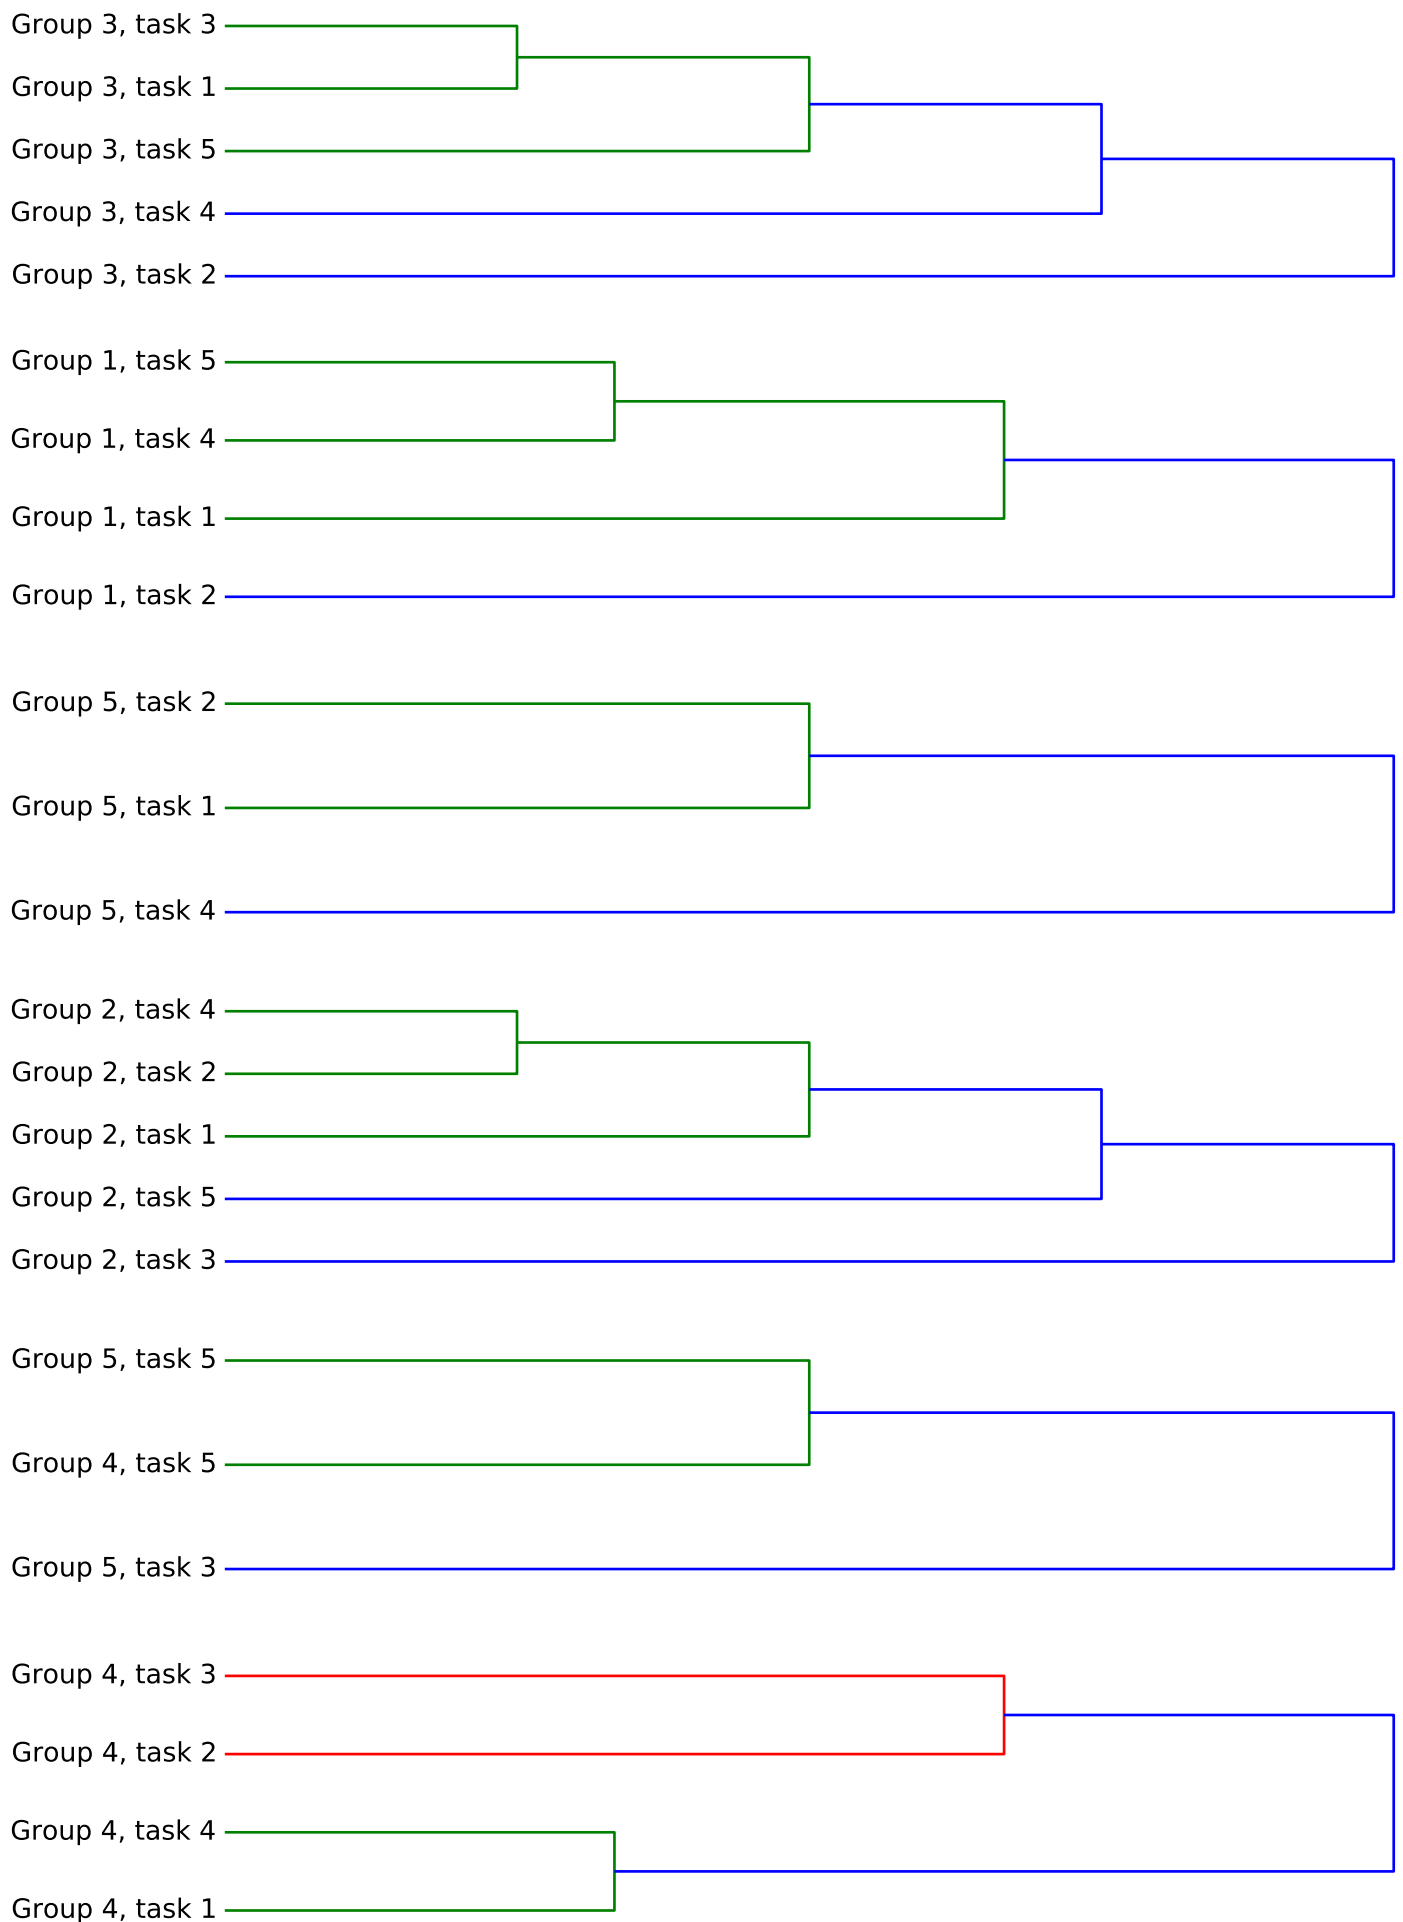 Group 3, task 3
Group 3, task 1
Group 3, task 5
Group 3, task 4
Group 3, task 2
Group 1, task 5
Group 1, task 4
Group 1, task 1
Group 1, task 2
Group 5, task 2
Group 5, task 1
Group 5, task 4
Group 2, task 4
Group 2, task 2
Group 2, task 1
Group 2, task 5
Group 2, task 3
Group 5, task 5
Group 4, task 5
Group 5, task 3
Group 4, task 3
Group 4, task 2
Group 4, task 4
Group 4, task 1